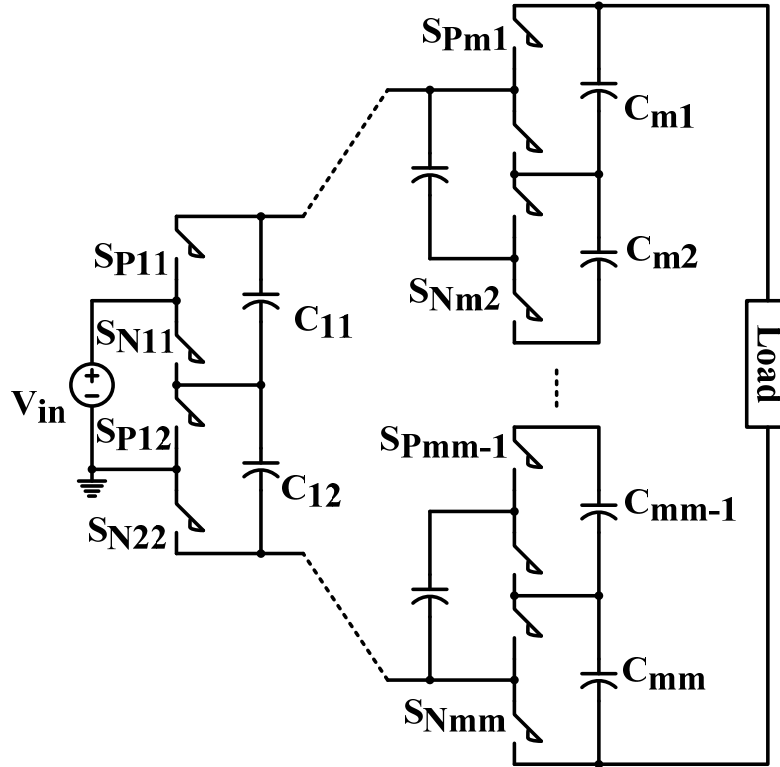 SPm1
Cm1
Cm2
SNm2
SP11
C11
SN11
Vin
+
−
SP12
C12
SN22
Load
SPmm-1
Cmm-1
Cmm
SNmm